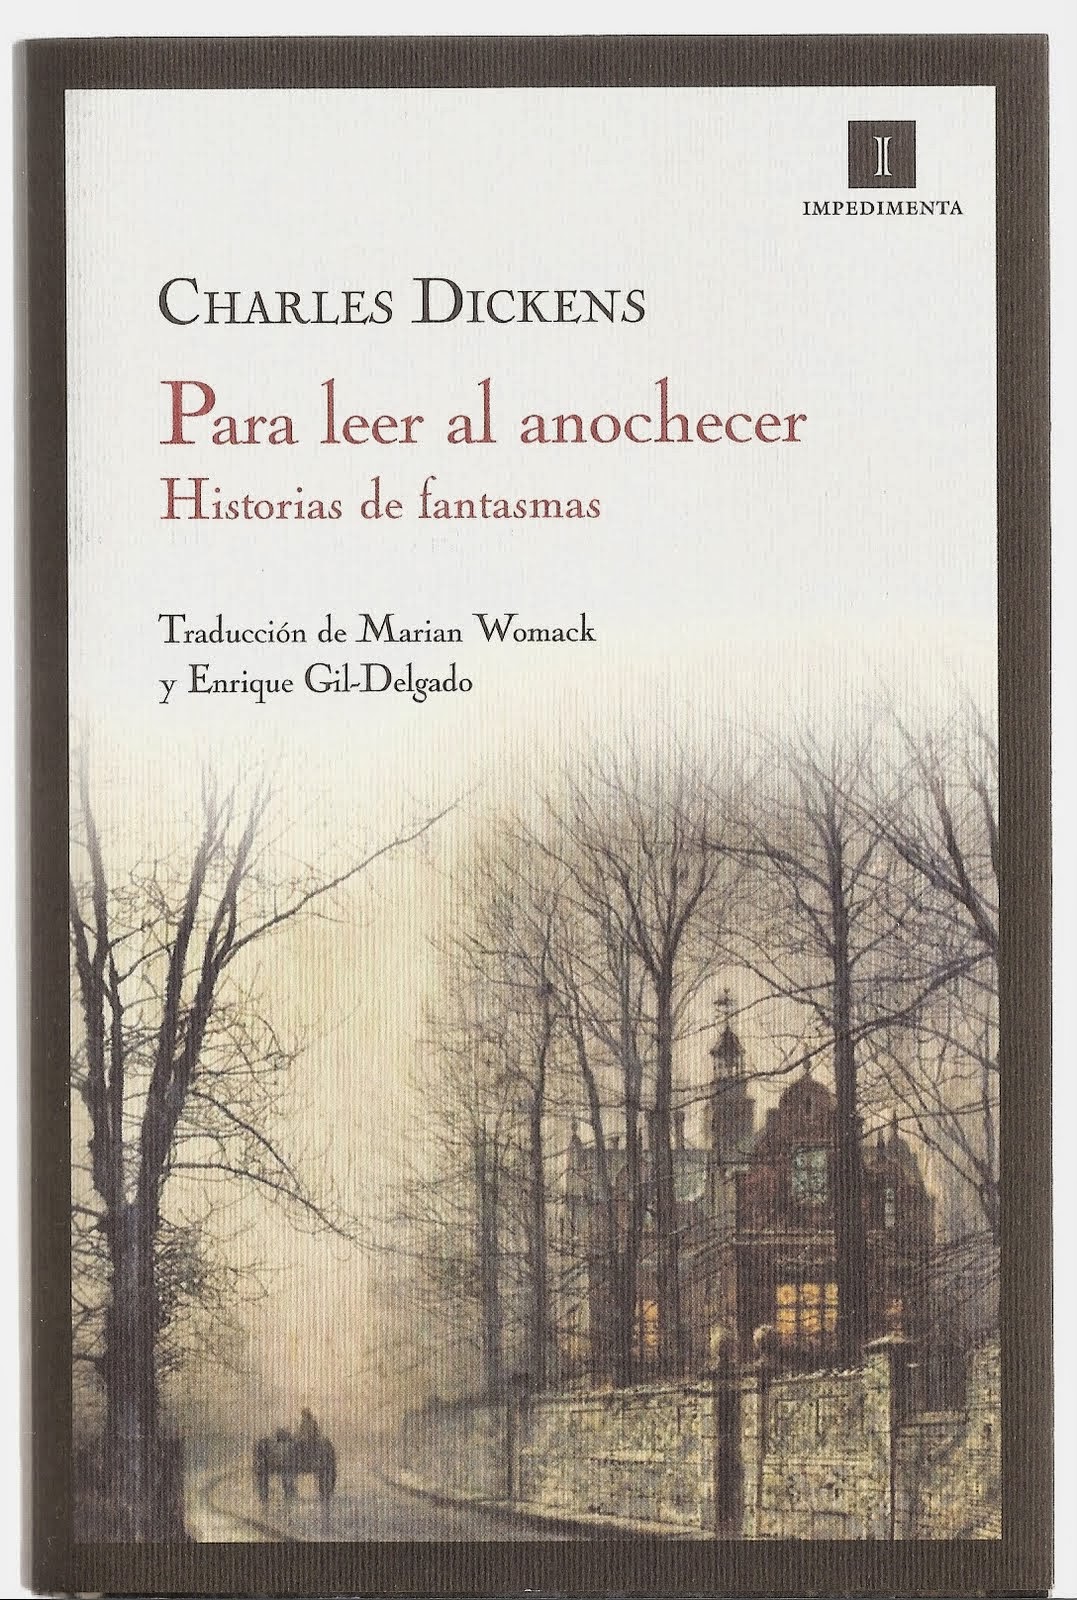 I
IMPEDIMENTA
CHARLES DICKENS
Para leer al anochecer
Historias de fantasmas
Traducción de Marian Womack
y Enrique Gil-Delgado